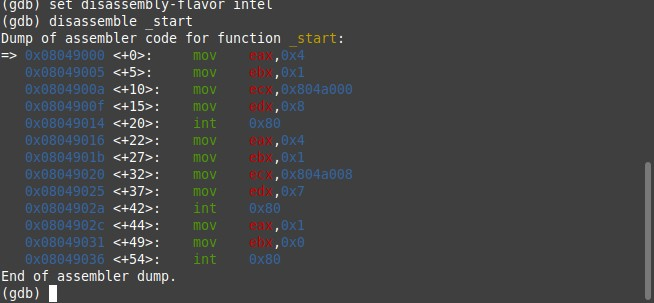 (gdb) set disassembly-flavor intel
(gdb) disassemble _start
Dump of assembler code for function _start:
=> 0x08049000 <+0>:     mov    eax,0x4
   0x08049005 <+5>:     mov    ebx,0x1
   0x0804900a <+10>:    mov    ecx,0x804a000
   0x0804900f <+15>:    mov    edx,0x8
   0x08049014 <+20>:    int    0x80
   0x08049016 <+22>:    mov    eax,0x4
   0x0804901b <+27>:    mov    ebx,0x1
   0x08049020 <+32>:    mov    ecx,0x804a008
   0x08049025 <+37>:    mov    edx,0x7
   0x0804902a <+42>:    int    0x80
   0x0804902c <+44>:    mov    eax,0x1
   0x08049031 <+49>:    mov    ebx,0x0
   0x08049036 <+54>:    int    0x80
End of assembler dump.
(gdb)